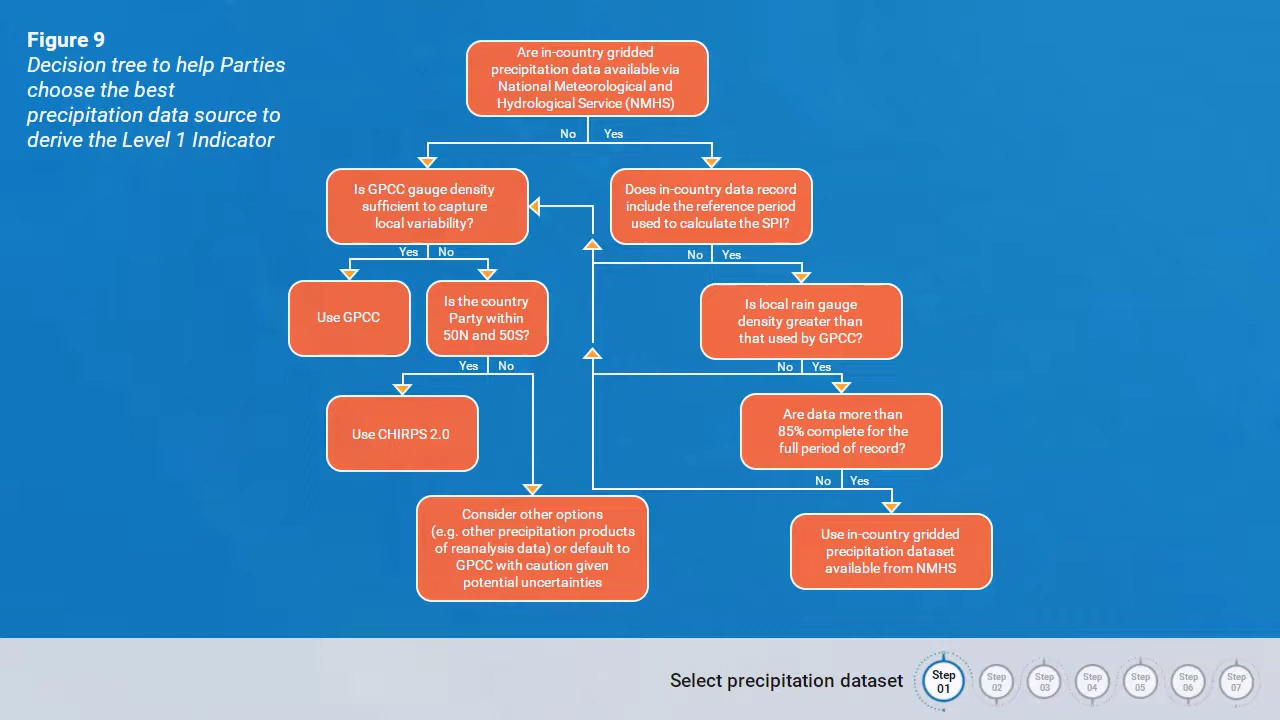 Figure 9
Decision tree to help Parties
choose the best
precipitation data source to
derive the Level 1 Indicator
Are in-country gridded
precipitation data available via
National Meteorological and
Hydrological Service (NMHS)
No
Yes
Is GPCC gauge density
sufficient to capture
local variability?
Does in-country data record
include the reference period
used to calculate the SPI?
Yes
No
No
Yes
Use GPCC
Is the country
Party within
50N and 50S?
Is local rain gauge
density greater than
that used by GPCC?
Yes
No
No
Yes
Use CHIRPS 2.0
Are data more than
85% complete for the
full period of record?
No
Yes
Consider other options
(e.g. other precipitation products
of reanalysis data) or default to
GPCC with caution given
potential uncertainties
Use in-country gridded
precipitation dataset
available from NMHS
Select precipitation dataset
Step
01
Step
02
Step
03
Step
04
Step
05
Step
06
Step
07